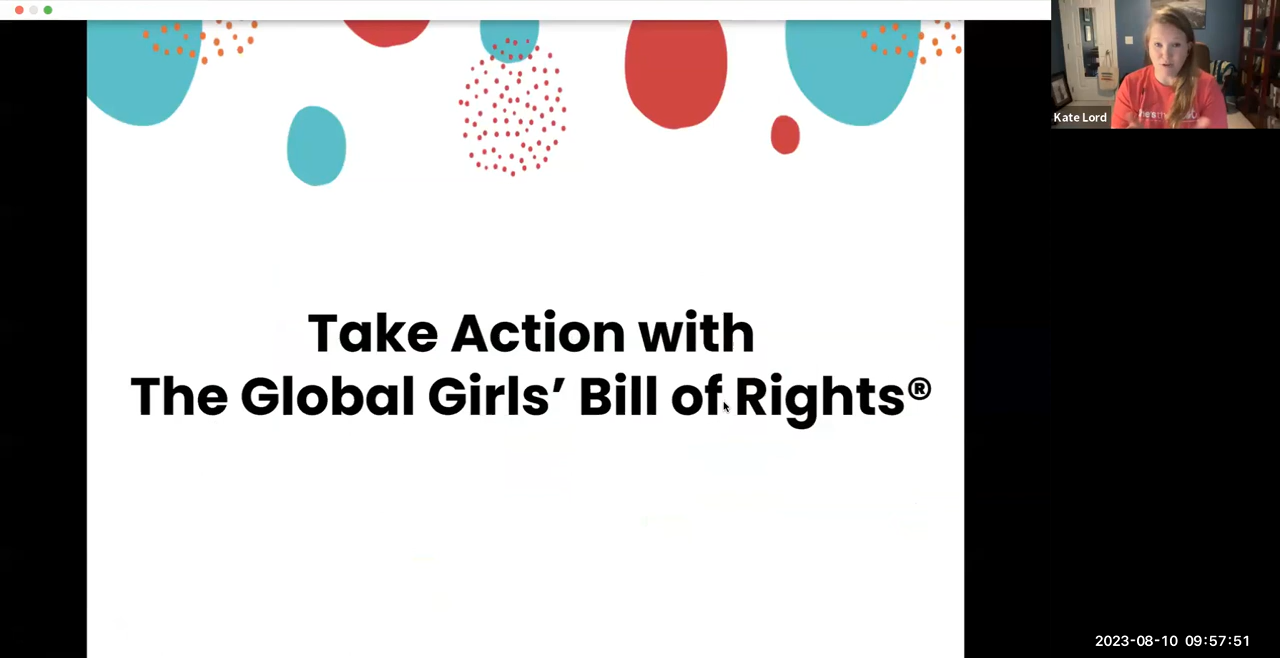 Kate Lord
Take Action with
The Global Girls’ Bill of Rights®
2023-08-10 09:57:51